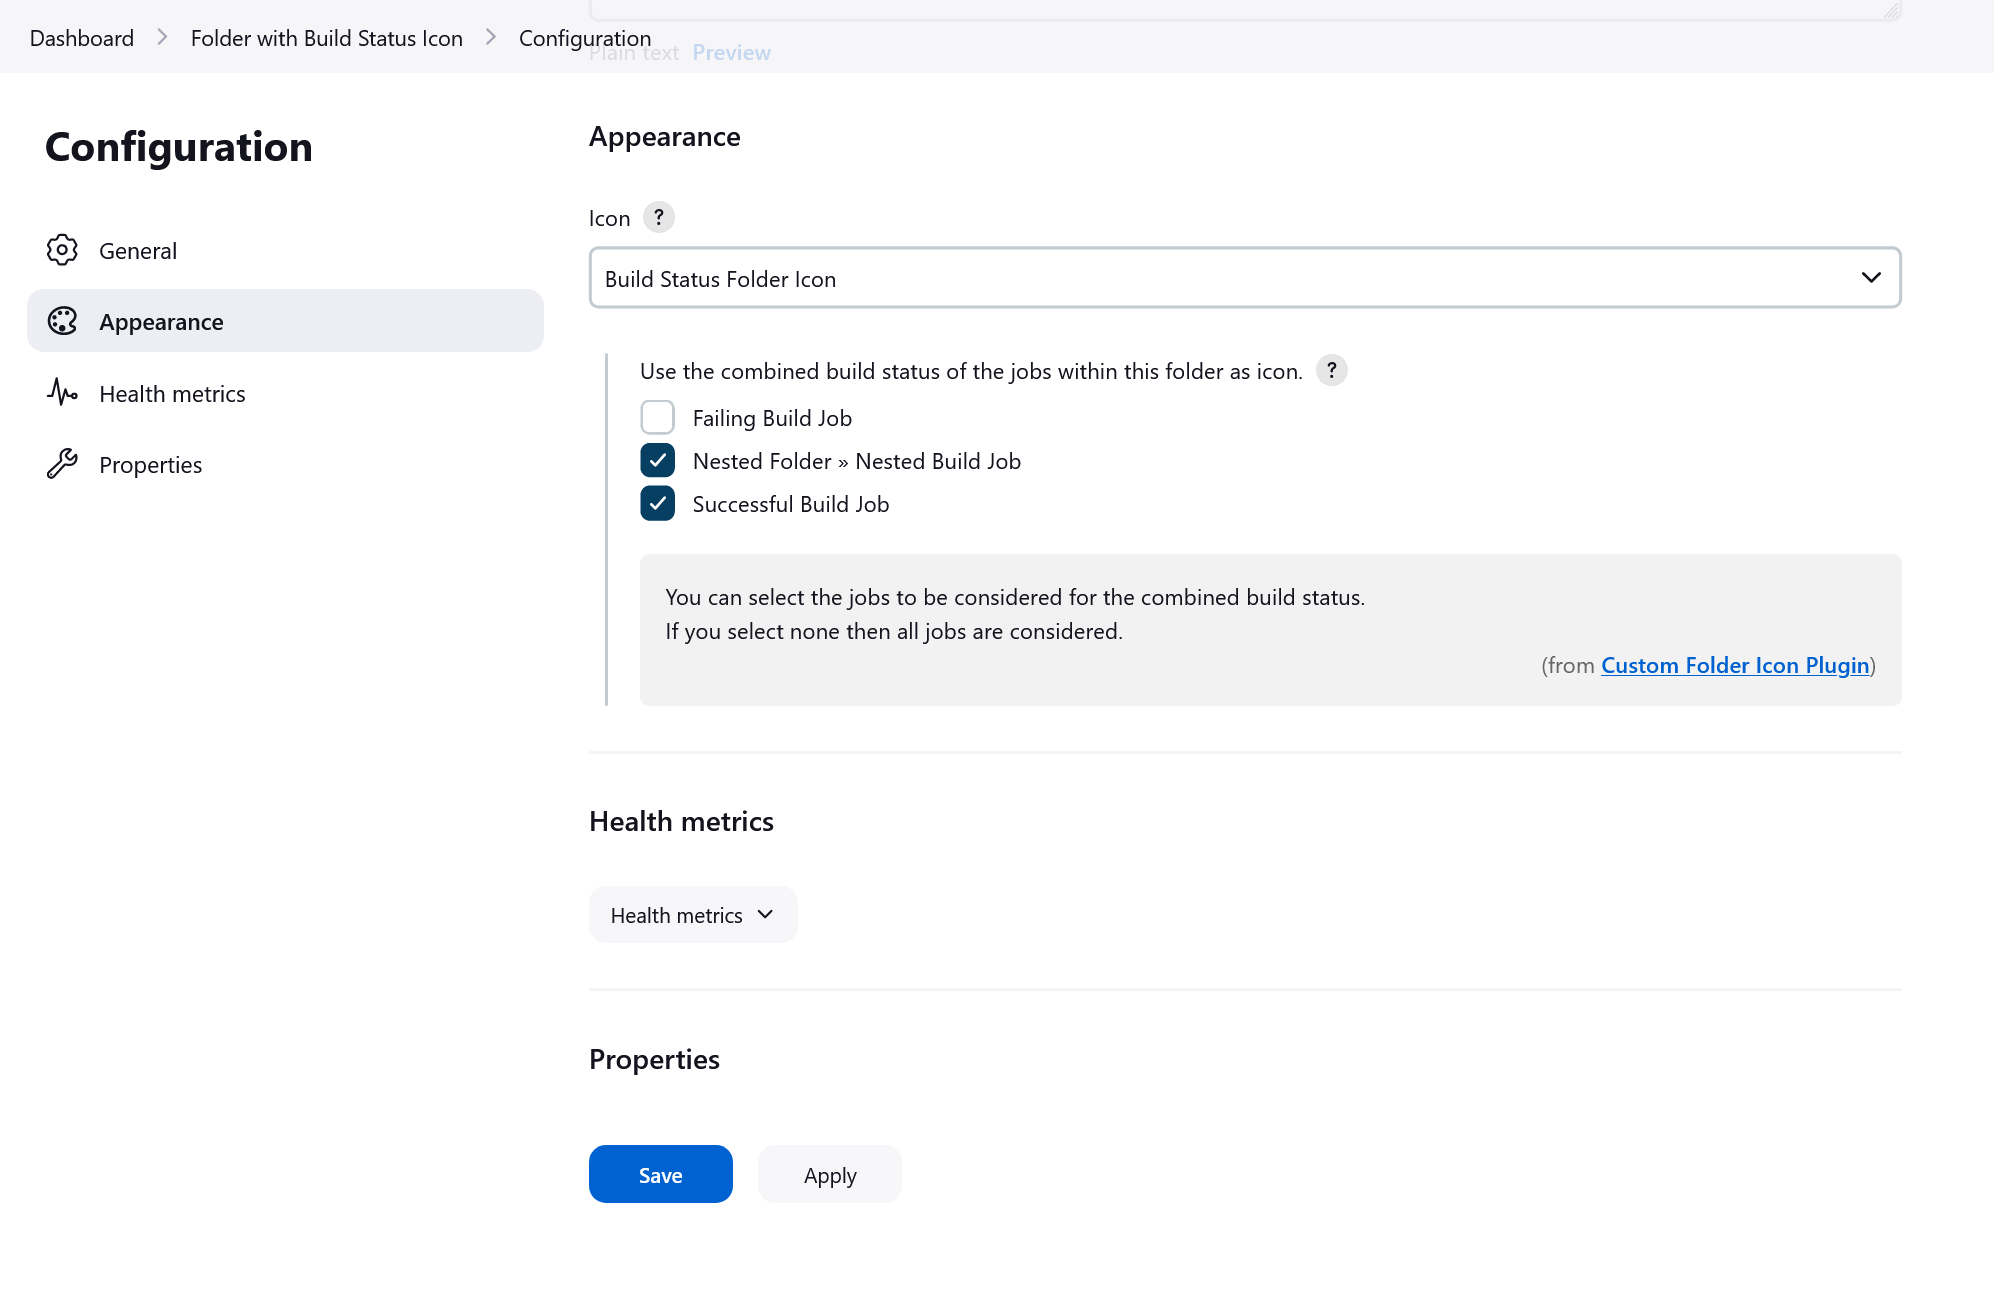 Dashboard > Folder with Build Status Icon > Configuration
Plain text Preview
Configuration
General
Appearance
Health metrics
Properties
Appearance
Icon ?
Build Status Folder Icon
Use the combined build status of the jobs within this folder as icon. ?
Failing Build Job
Nested Folder » Nested Build Job
Successful Build Job
You can select the jobs to be considered for the combined build status.
If you select none then all jobs are considered.
(from Custom Folder Icon Plugin)
Health metrics
Health metrics
Properties
Save Apply